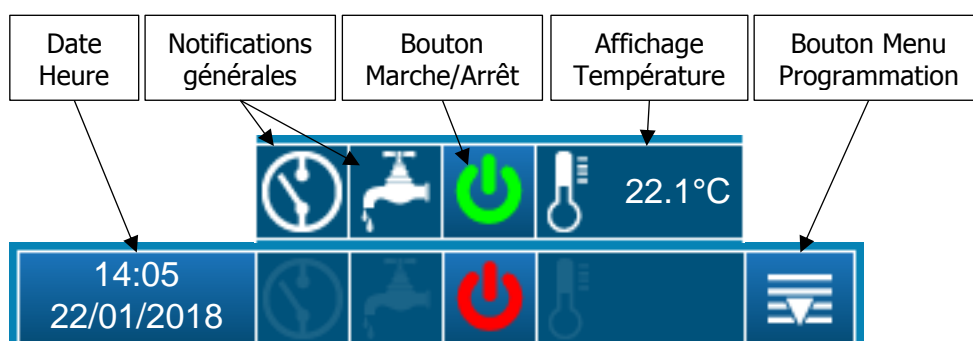 Date
Heure
Notifications
générales
Bouton
Marche/Arrêt
Affichage
Température
Bouton Menu
Programmation
22.1°C
14:05
22/01/2018